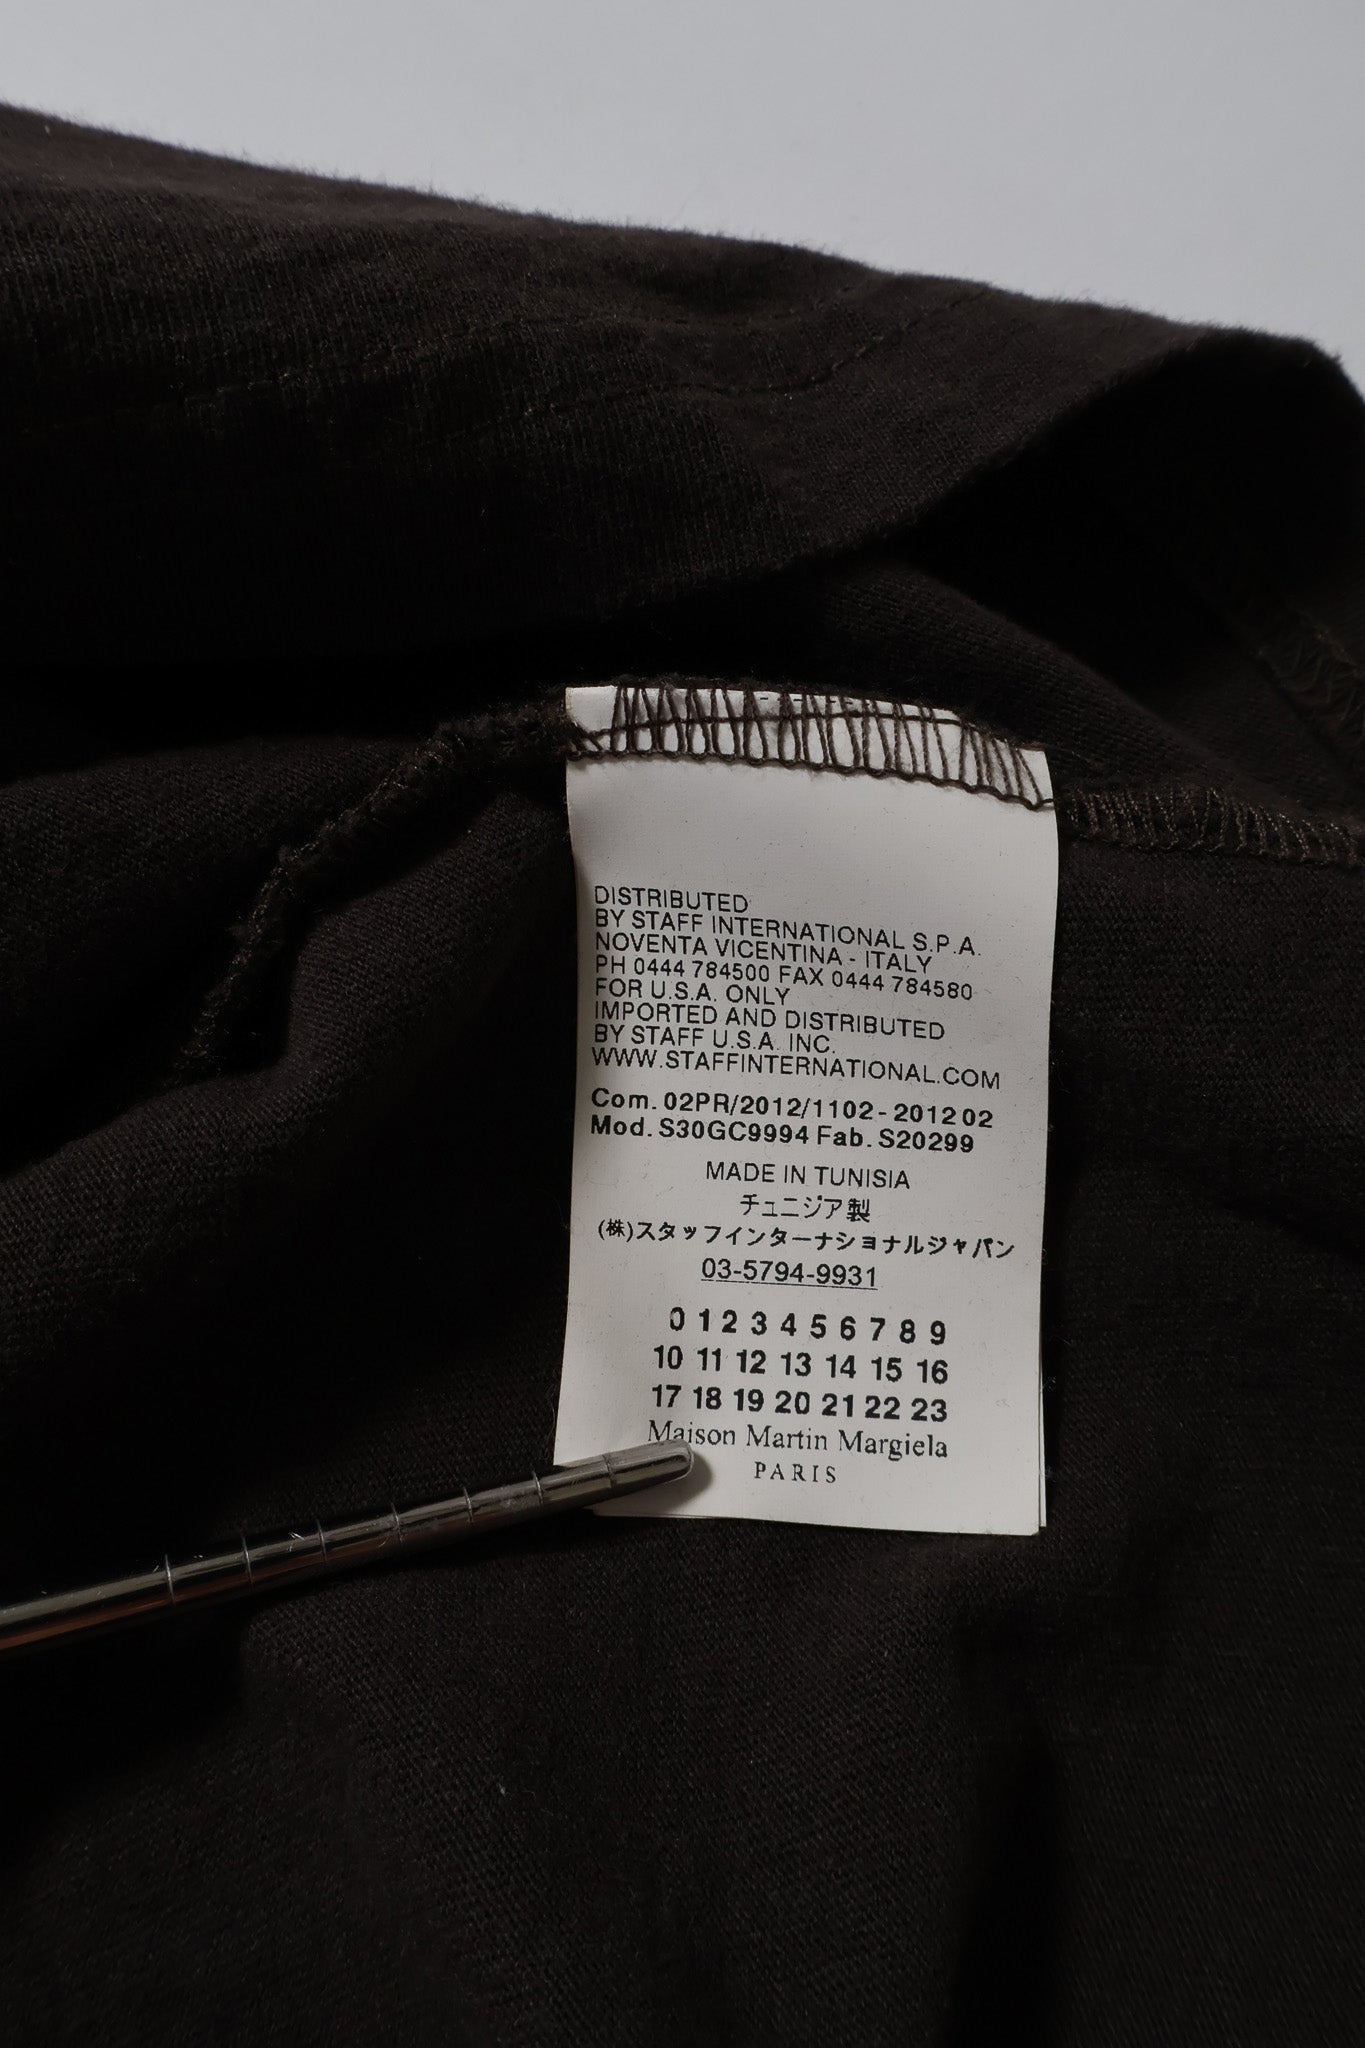 DISTRIBUTED
BY STAFF INTERNATIONAL S.P.A.
NOVENTA VICENTINA - ITALY
PH 0444 784500 FAX 0444 784580
FOR U.S.A. ONLY
IMPORTED AND DISTRIBUTED
BY STAFF U.S.A. INC.
WWW.STAFFINTERNATIONAL.COM
Com. 02PR/2012/1102 - 2012 02
Mod. S30GC9994 Fab. S20299
MADE IN TUNISIA
チュニジア製
(株)スタッフインターナショナルジャパン
03-5794-9931
0 1 2 3 4 5 6 7 8 9
10 11 12 13 14 15 16
17 18 19 20 21 22 23
Maison Martin Margiela
PARIS